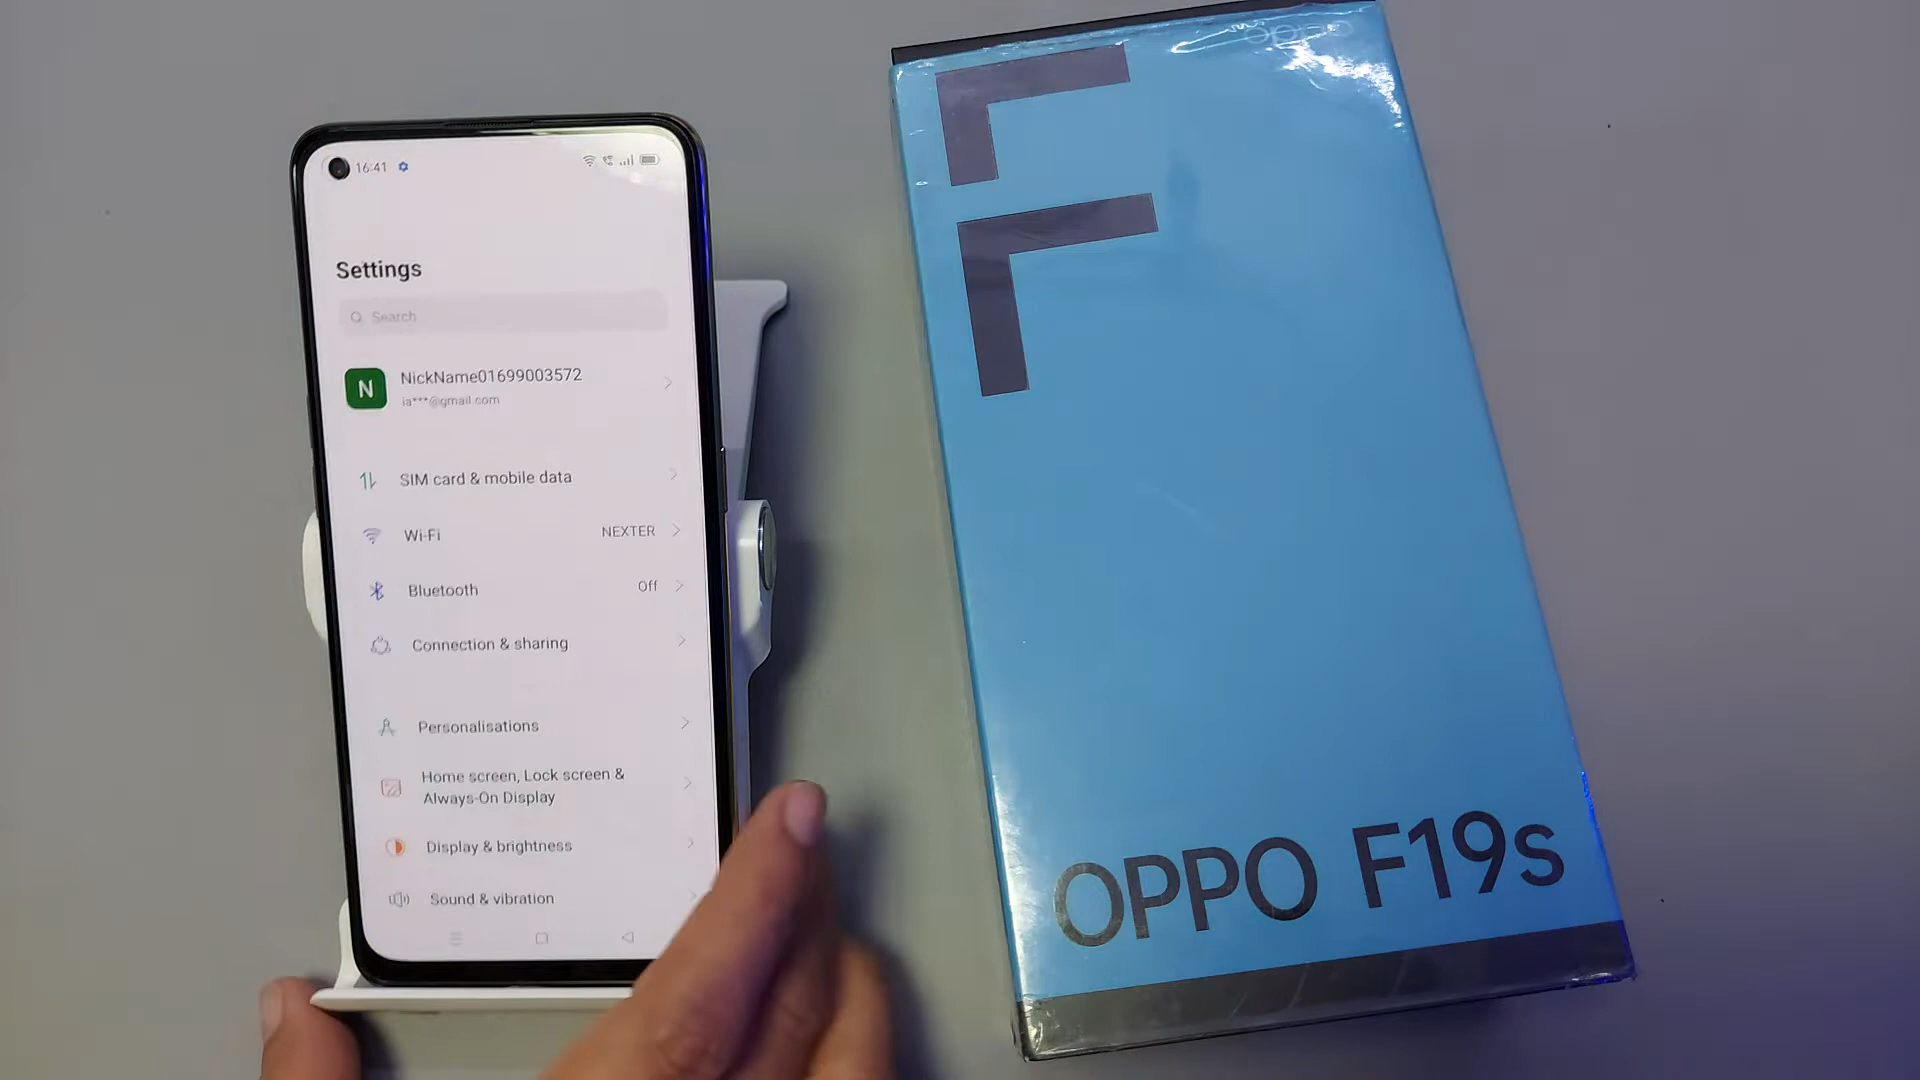 16:41
Settings
Search
N
NickName01699003572
ia***@gmail.com
SIM card & mobile data
Wi-Fi NEXTER
Bluetooth Off
Connection & sharing
Personalisations
Home screen, Lock screen &
Always-On Display
Display & brightness
Sound & vibration
oppo
F
OPPO F19s